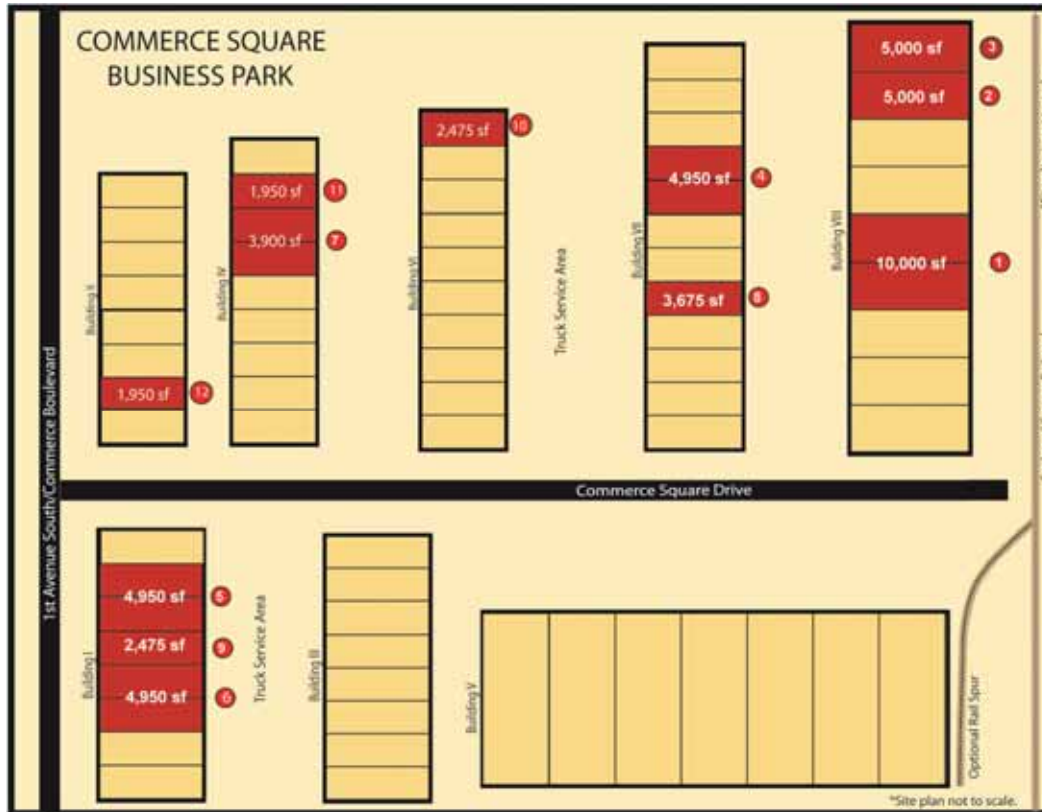 COMMERCE SQUARE
BUSINESS PARK
5,000 sf
3
5,000 sf
2
2,475 sf
10
4,950 sf
4
1,950 sf
11
3,900 sf
7
10,000 sf
1
3,675 sf
8
1,950 sf
12
Building II
Building IV
Building VI
Truck Service Area
Building VII
Building VIII
1st Avenue South/Commerce Boulevard
Commerce Square Drive
4,950 sf
5
2,475 sf
9
4,950 sf
6
Building I
Truck Service Area
Building III
Building V
Optional Rail Spur
*Site plan not to scale.